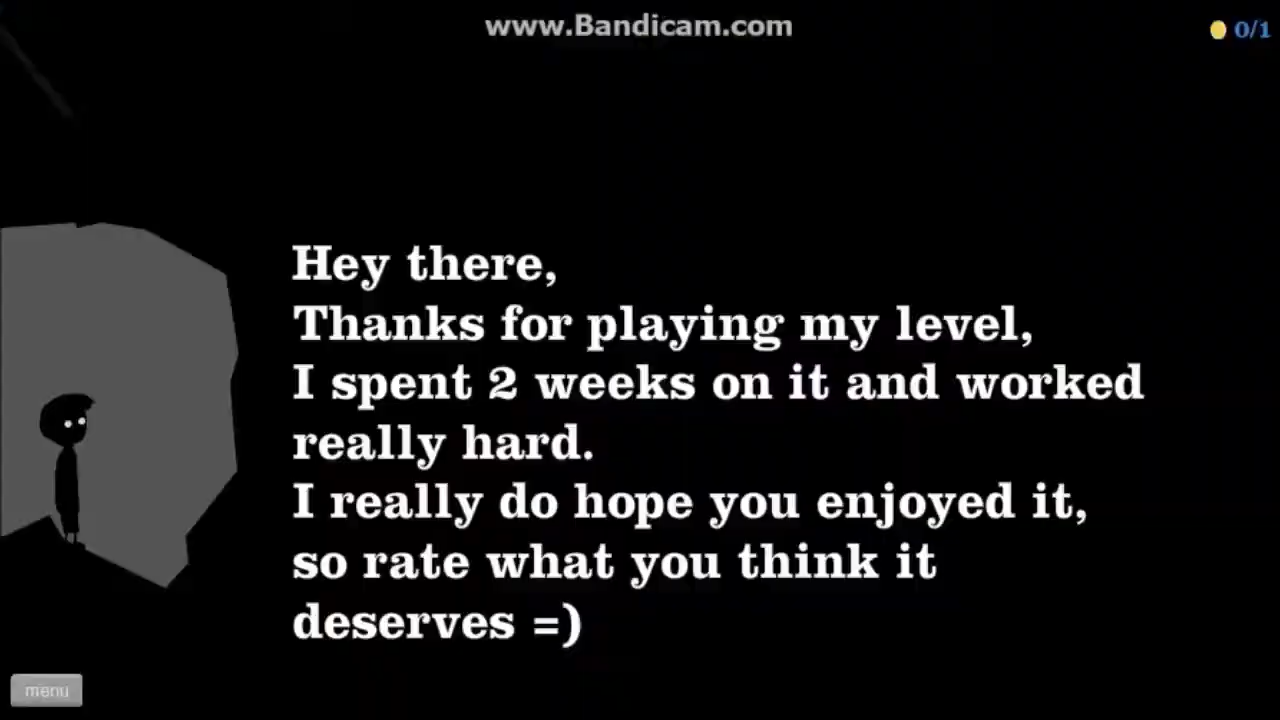 www.Bandicam.com
0/1
Hey there,
Thanks for playing my level,
I spent 2 weeks on it and worked
really hard.
I really do hope you enjoyed it,
so rate what you think it
deserves =)
menu